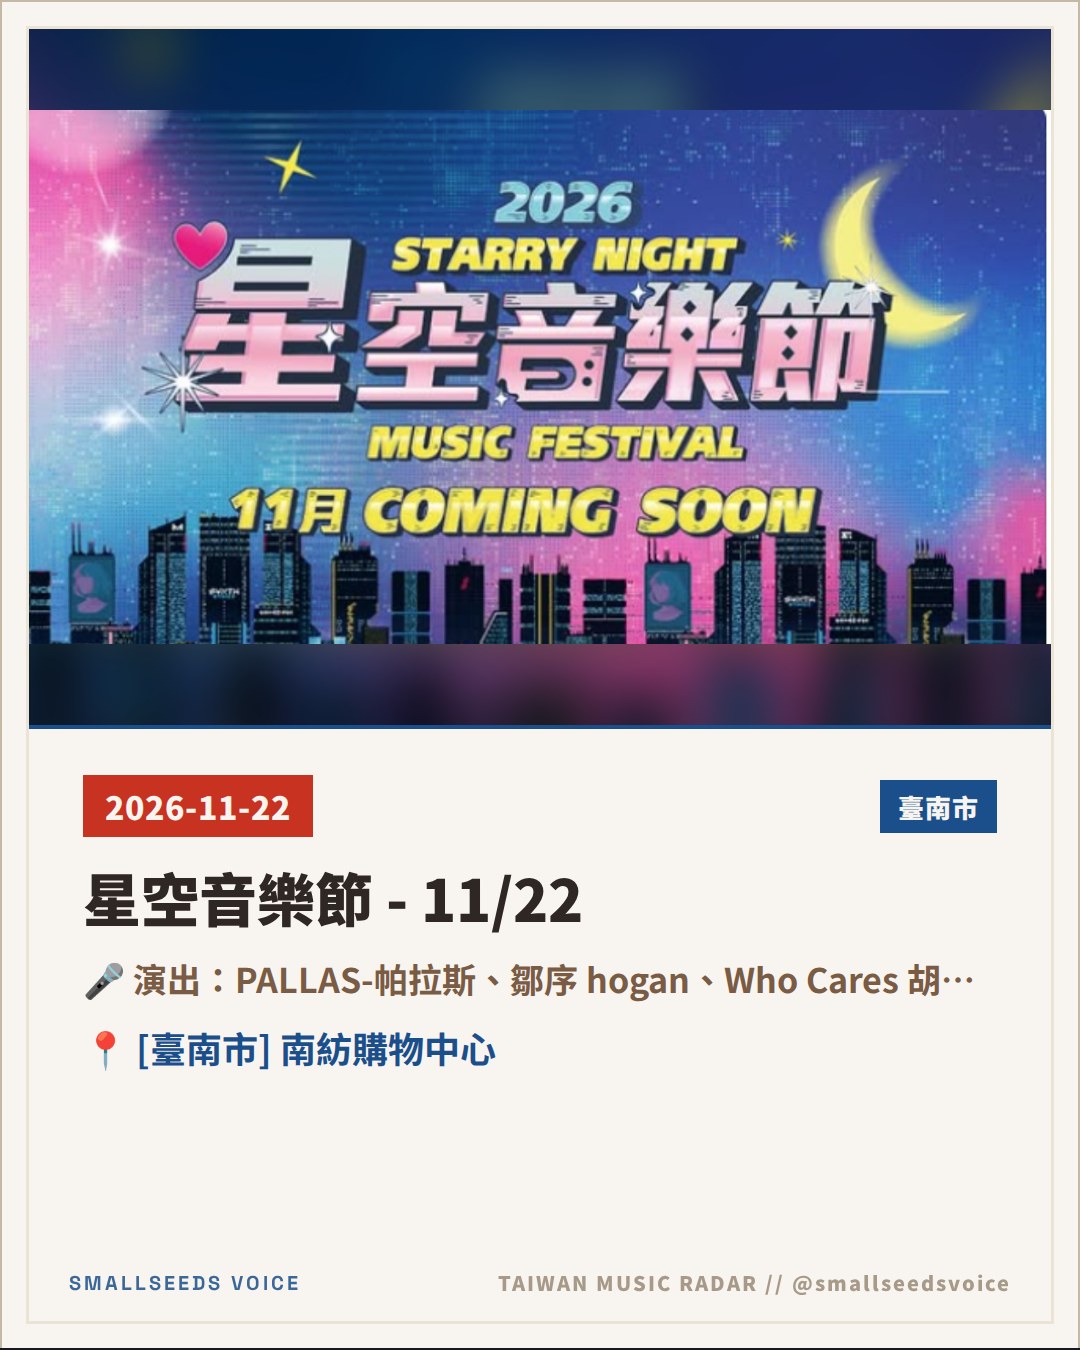 2026
STARRY NIGHT
星空音樂節
MUSIC FESTIVAL
11月 COMING SOON
2026-11-22
臺南市
星空音樂節 - 11/22
🎤 演出：PALLAS-帕拉斯、鄒序 hogan、Who Cares 胡…
📍 [臺南市] 南紡購物中心
SMALLSEEDS VOICE
TAIWAN MUSIC RADAR // @smallseedsvoice